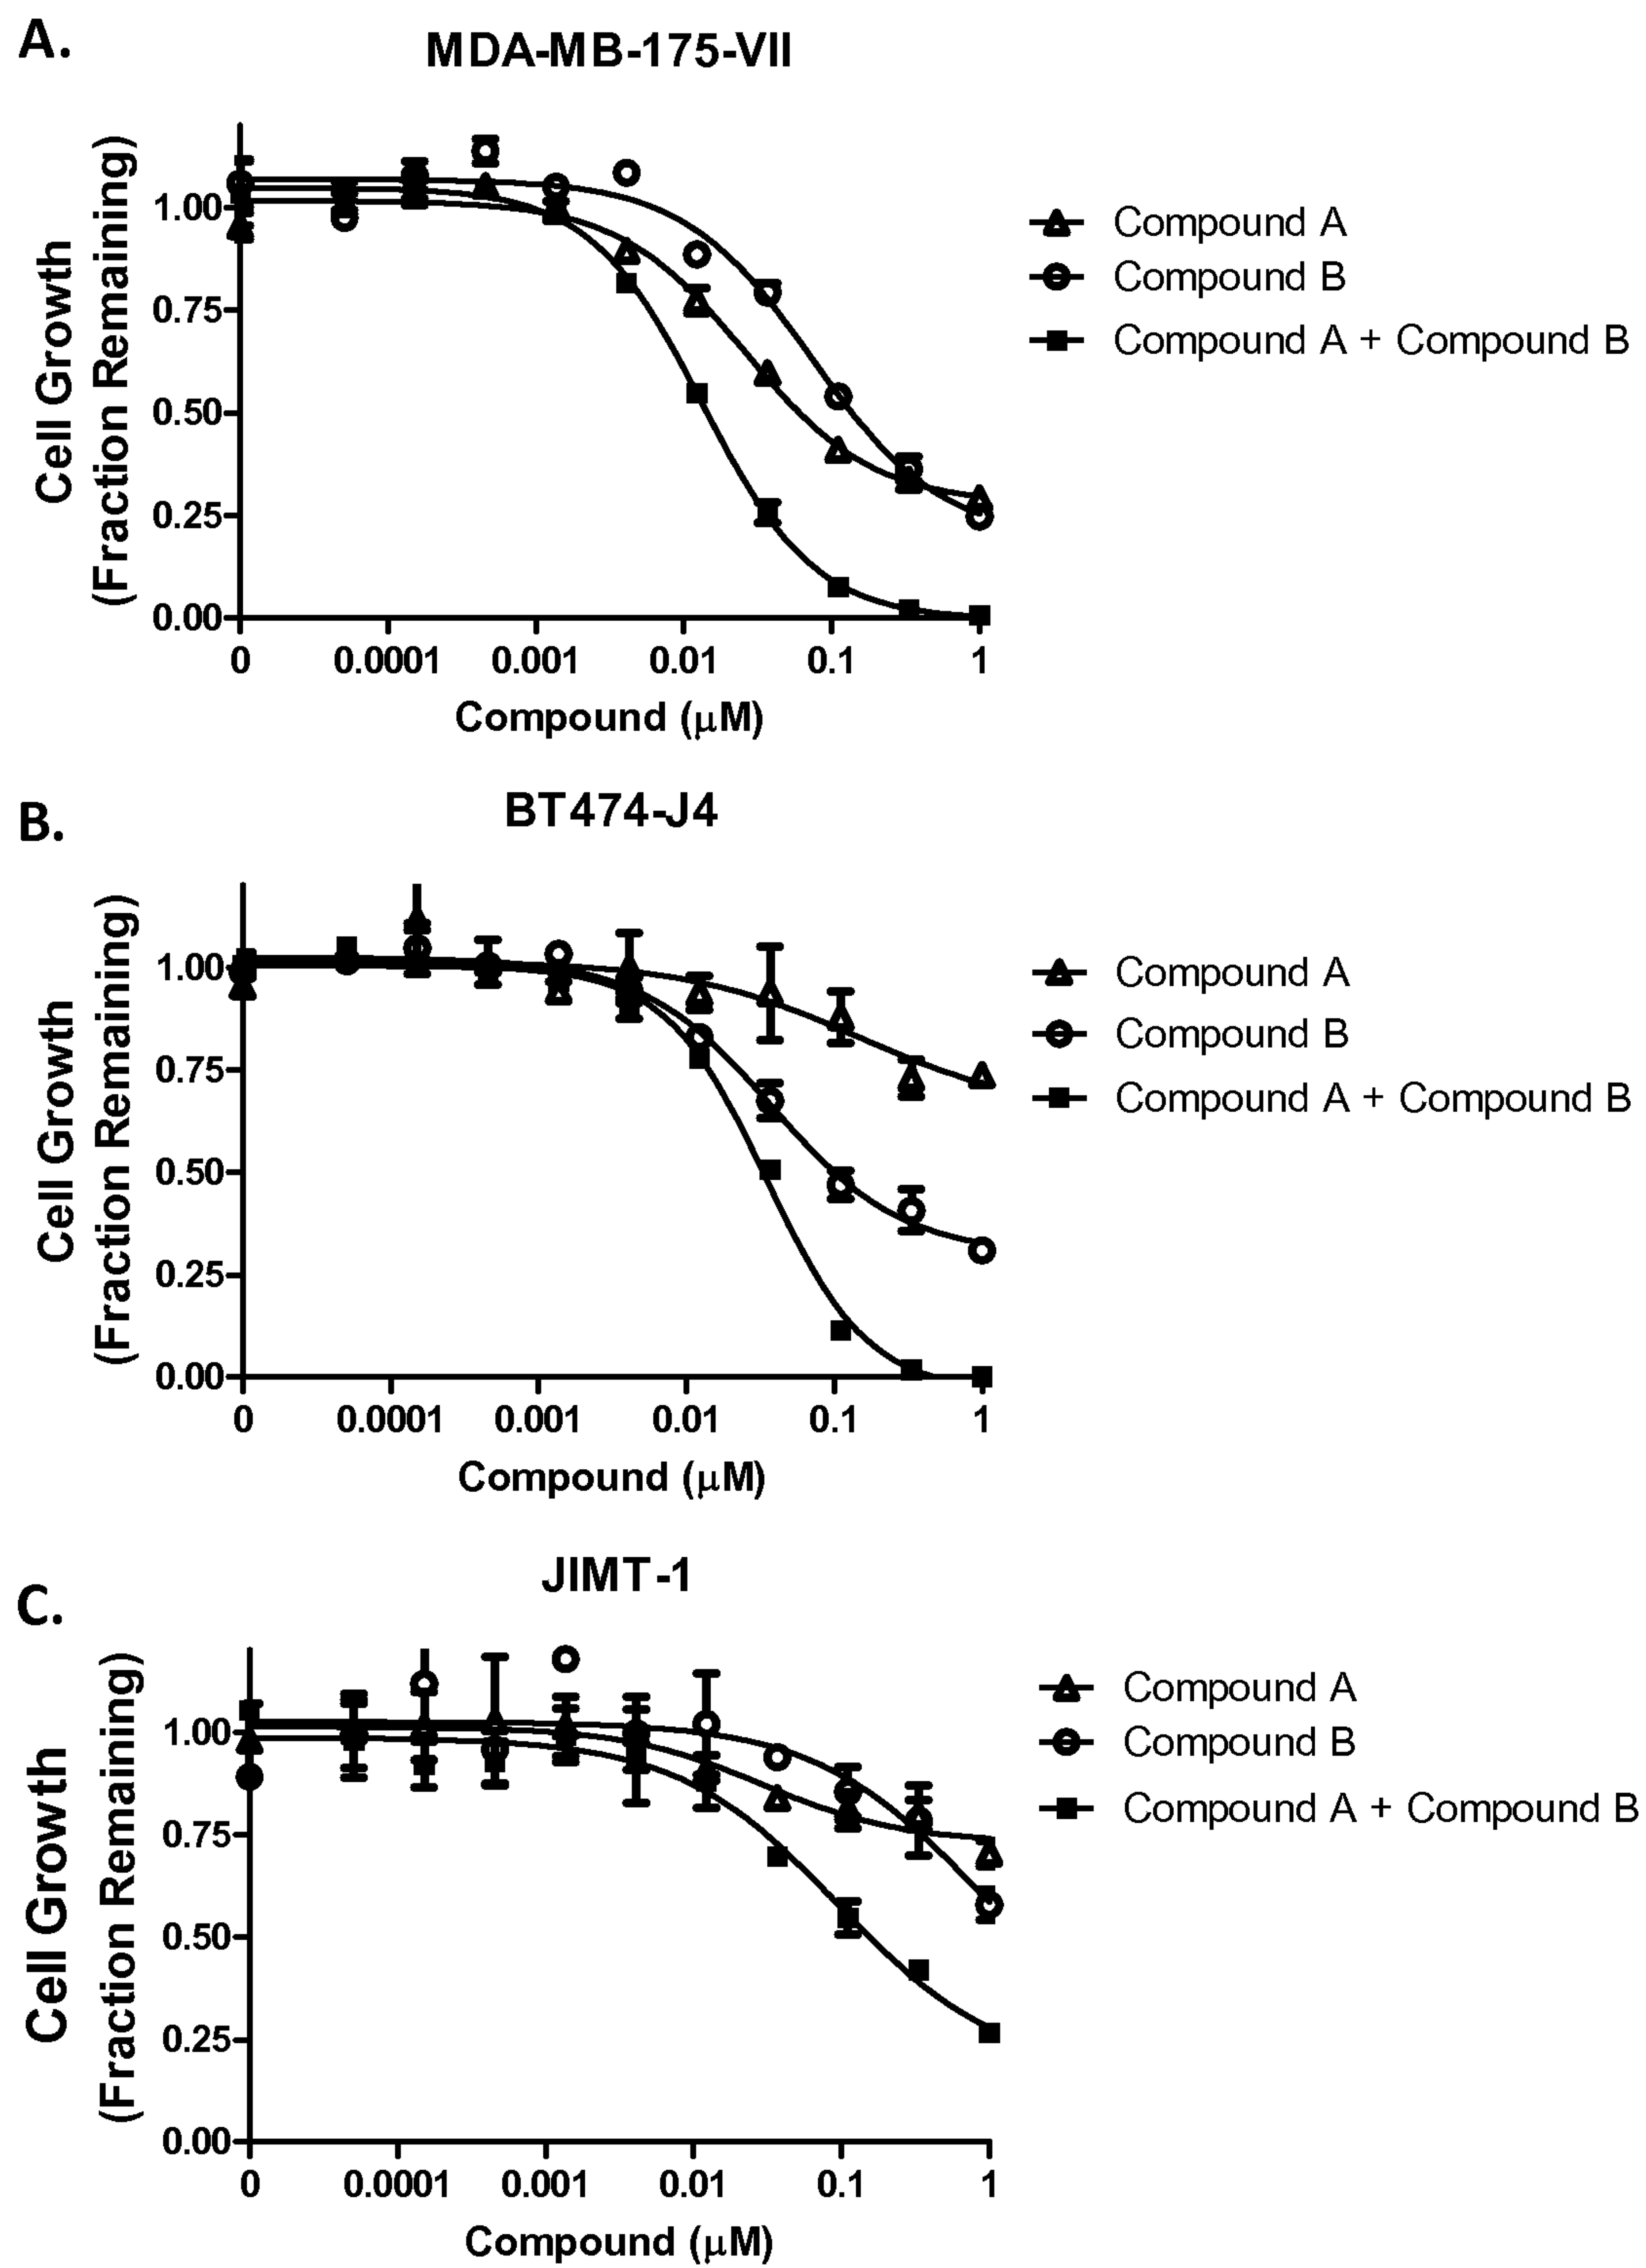 A.
MDA-MB-175-VII
Cell Growth
(Fraction Remaining)
1.00
0.75
0.50
0.25
0.00
0 0.0001 0.001 0.01 0.1 1
Compound (μM)
Compound A
Compound B
Compound A + Compound B
B.
BT474-J4
Cell Growth
(Fraction Remaining)
1.00
0.75
0.50
0.25
0.00
0 0.0001 0.001 0.01 0.1 1
Compound (μM)
Compound A
Compound B
Compound A + Compound B
C.
JIMT-1
Cell Growth
(Fraction Remaining)
1.00
0.75
0.50
0.25
0.00
0 0.0001 0.001 0.01 0.1 1
Compound (μM)
Compound A
Compound B
Compound A + Compound B